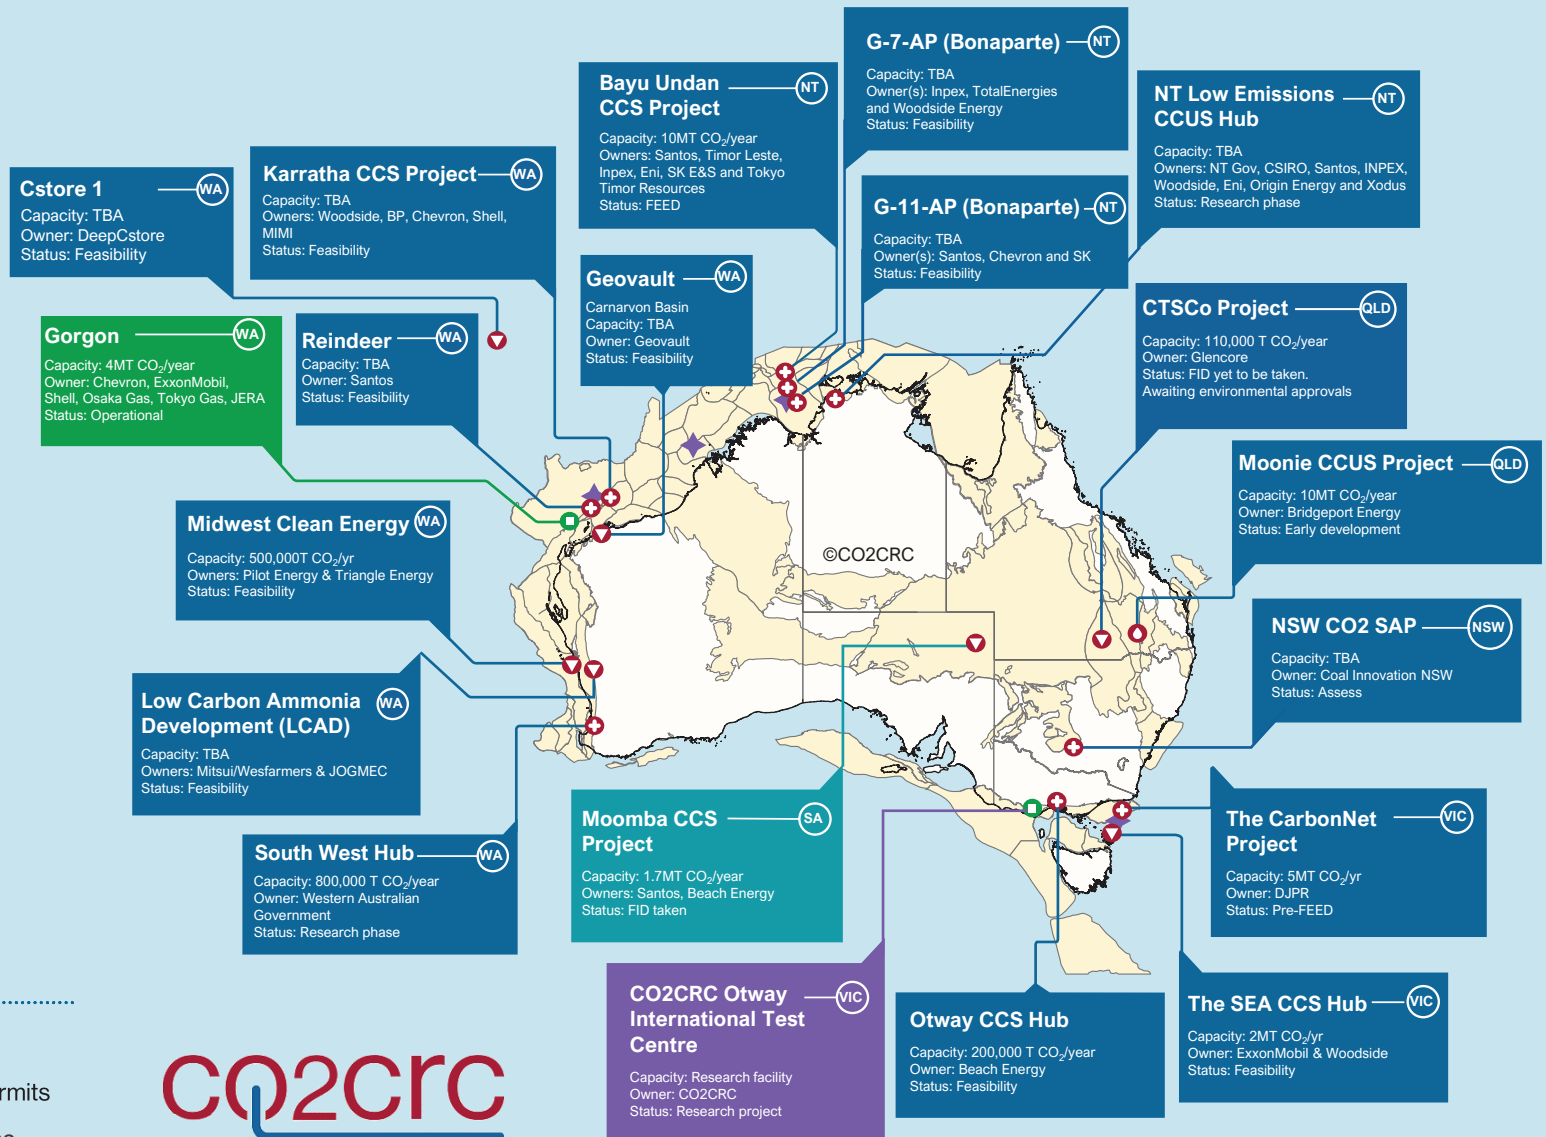 G-7-AP (Bonaparte)
NT
Capacity: TBA
Owner(s): Inpex, TotalEnergies
and Woodside Energy
Status: Feasibility
Bayu Undan
CCS Project
NT
Capacity: 10MT CO₂/year
Owners: Santos, Timor Leste,
Inpex, Eni, SK E&S and Tokyo
Timor Resources
Status: FEED
NT Low Emissions
CCUS Hub
NT
Capacity: TBA
Owners: NT Gov, CSIRO, Santos, INPEX,
Woodside, Eni, Origin Energy and Xodus
Status: Research phase
Cstore 1
WA
Capacity: TBA
Owner: DeepCstore
Status: Feasibility
Karratha CCS Project
WA
Capacity: TBA
Owners: Woodside, BP, Chevron, Shell,
MIMI
Status: Feasibility
G-11-AP (Bonaparte)
NT
Capacity: TBA
Owner(s): Santos, Chevron and SK
Status: Feasibility
Geovault
WA
Carnarvon Basin
Capacity: TBA
Owner: Geovault
Status: Feasibility
CTSCo Project
QLD
Capacity: 110,000 T CO₂/year
Owner: Glencore
Status: FID yet to be taken.
Awaiting environmental approvals
Gorgon
WA
Capacity: 4MT CO₂/year
Owner: Chevron, ExxonMobil,
Shell, Osaka Gas, Tokyo Gas, JERA
Status: Operational
Reindeer
WA
Capacity: TBA
Owner: Santos
Status: Feasibility
Moonie CCUS Project
QLD
Capacity: 10MT CO₂/year
Owner: Bridgeport Energy
Status: Early development
Midwest Clean Energy
WA
Capacity: 500,000T CO₂/yr
Owners: Pilot Energy & Triangle Energy
Status: Feasibility
©CO2CRC
NSW CO2 SAP
NSW
Capacity: TBA
Owner: Coal Innovation NSW
Status: Assess
Low Carbon Ammonia
Development (LCAD)
WA
Capacity: TBA
Owners: Mitsui/Wesfarmers & JOGMEC
Status: Feasibility
Moomba CCS
Project
SA
Capacity: 1.7MT CO₂/year
Owners: Santos, Beach Energy
Status: FID taken
The CarbonNet
Project
VIC
Capacity: 5MT CO₂/yr
Owner: DJPR
Status: Pre-FEED
South West Hub
WA
Capacity: 800,000 T CO₂/year
Owner: Western Australian
Government
Status: Research phase
CO2CRC Otway
International Test
Centre
VIC
Capacity: Research facility
Owner: CO2CRC
Status: Research project
Otway CCS Hub
Capacity: 200,000 T CO₂/year
Owner: Beach Energy
Status: Feasibility
The SEA CCS Hub
VIC
Capacity: 2MT CO₂/yr
Owner: ExxonMobil & Woodside
Status: Feasibility
rmits
CO2CRC